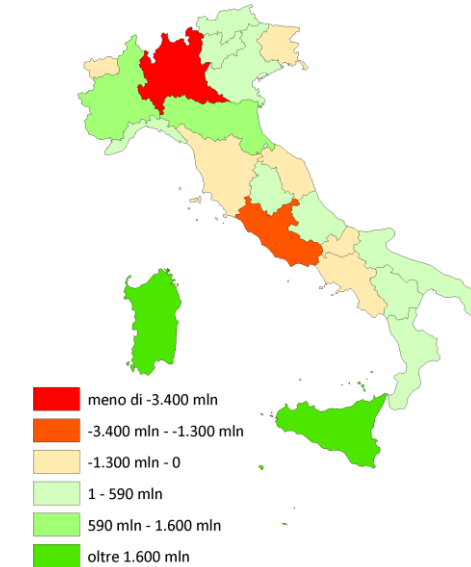 meno di -3.400 mln
-3.400 mln - -1.300 mln
-1.300 mln - 0
1 - 590 mln
590 mln - 1.600 mln
oltre 1.600 mln